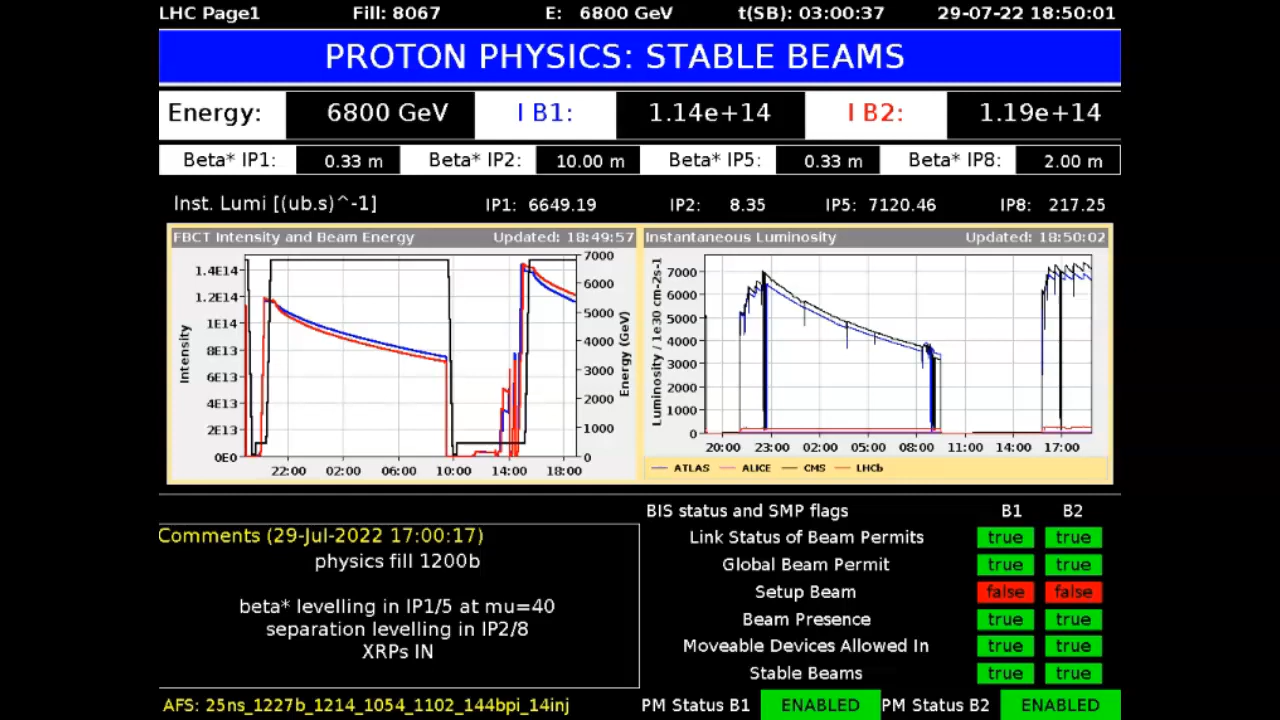 LHC Page1 Fill: 8067 E: 6800 GeV t(SB): 03:00:37 29-07-22 18:50:01
PROTON PHYSICS: STABLE BEAMS
Energy: 6800 GeV I B1: 1.14e+14 I B2: 1.19e+14
Beta* IP1: 0.33 m Beta* IP2: 10.00 m Beta* IP5: 0.33 m Beta* IP8: 2.00 m
Inst. Lumi [(ub.s)^-1] IP1: 6649.19 IP2: 8.35 IP5: 7120.46 IP8: 217.25
FBCT Intensity and Beam Energy Updated: 18:49:57
Intensity
1.4E14
1.2E14
1E14
8E13
6E13
4E13
2E13
0E0
7000
6000
5000
4000
3000
2000
1000
0
Energy (GeV)
22:00 02:00 06:00 10:00 14:00 18:00
Instantaneous Luminosity Updated: 18:50:02
Luminosity / 1e30 cm-2s-1
7000
6000
5000
4000
3000
2000
1000
0
20:00 23:00 02:00 05:00 08:00 11:00 14:00 17:00
ATLAS ALICE CMS LHCb
Comments (29-Jul-2022 17:00:17)
physics fill 1200b
beta* levelling in IP1/5 at mu=40
separation levelling in IP2/8
XRPs IN
BIS status and SMP flags B1 B2
Link Status of Beam Permits true true
Global Beam Permit true true
Setup Beam false false
Beam Presence true true
Moveable Devices Allowed In true true
Stable Beams true true
AFS: 25ns_1227b_1214_1054_1102_144bpi_14inj PM Status B1 ENABLED PM Status B2 ENABLED